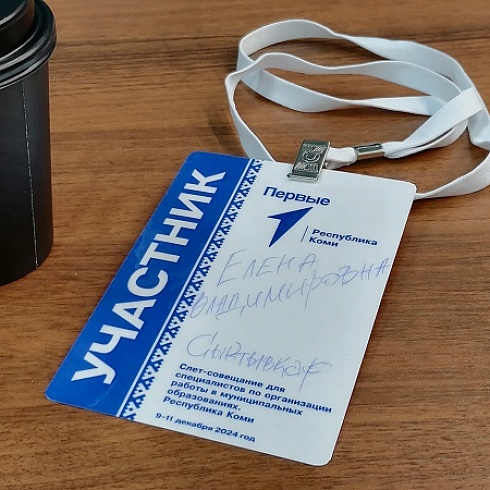 УЧАСТНИК
Первые
Республика
Коми
Елена
Владимировна
Сыктывкар
Слет-совещание для
специалистов по организации
работы в муниципальных
образованиях.
Республика Коми
9-11 декабря 2024 год